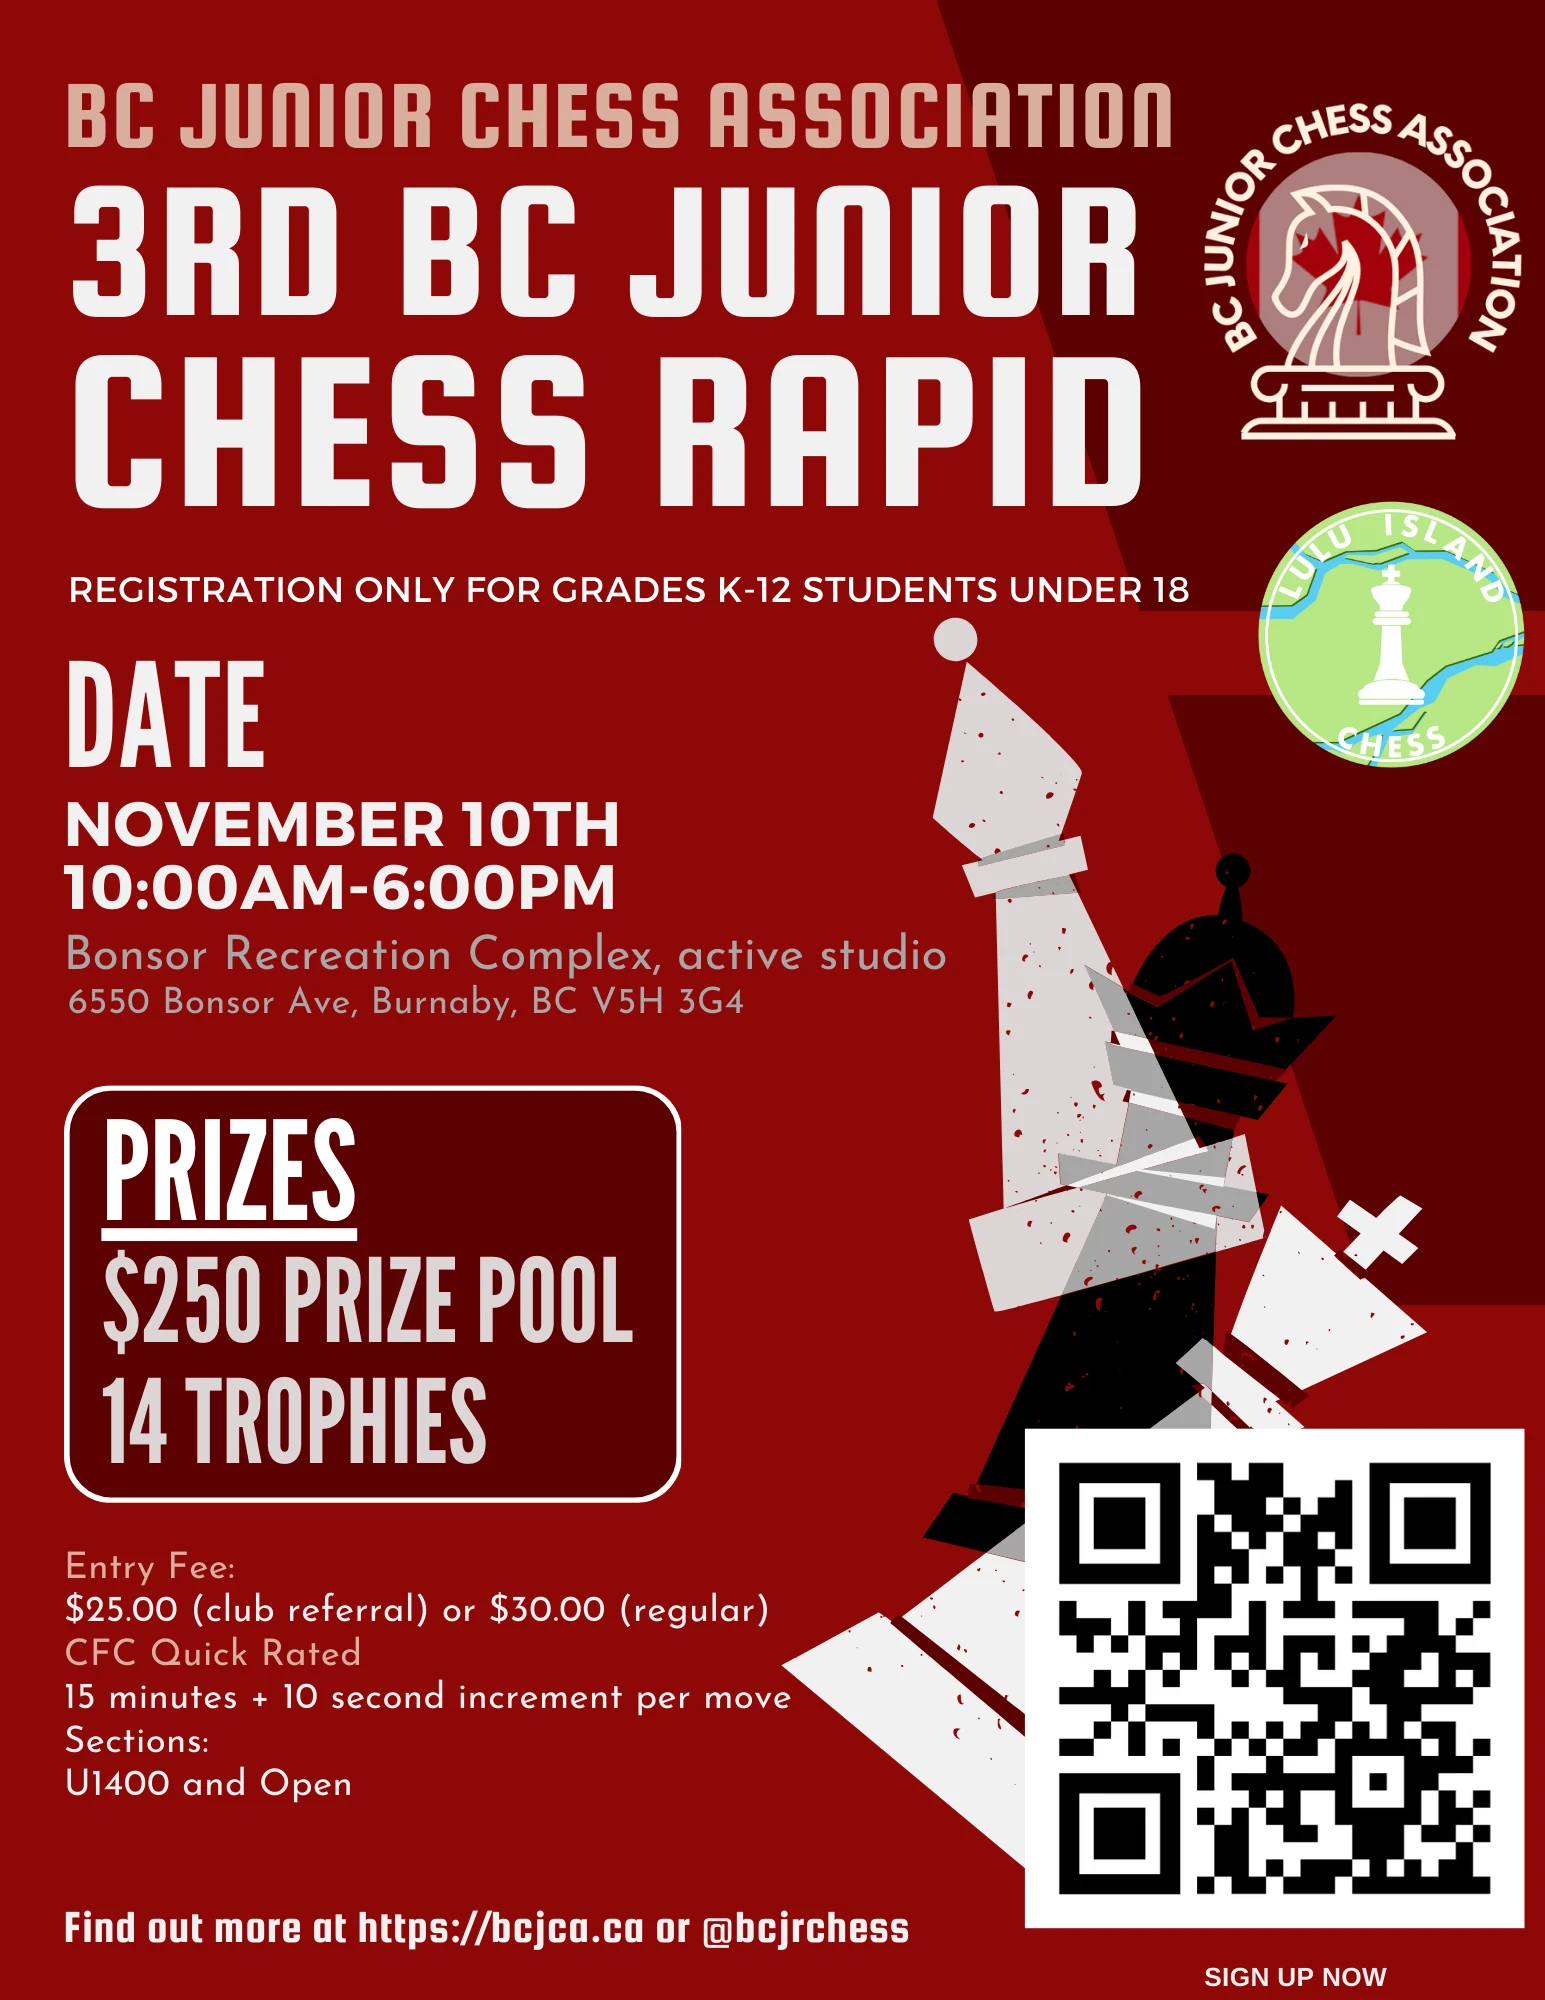 BC JUNIOR CHESS ASSOCIATION
3RD BC JUNIOR
CHESS RAPID
BC JUNIOR CHESS ASSOCIATION
LULU ISLAND
CHESS
REGISTRATION ONLY FOR GRADES K-12 STUDENTS UNDER 18
DATE
NOVEMBER 10TH
10:00AM-6:00PM
Bonsor Recreation Complex, active studio
6550 Bonsor Ave, Burnaby, BC V5H 3G4
PRIZES
$250 PRIZE POOL
14 TROPHIES
Entry Fee:
$25.00 (club referral) or $30.00 (regular)
CFC Quick Rated
15 minutes + 10 second increment per move
Sections:
U1400 and Open
Find out more at https://bcjca.ca or @bcjrchess
SIGN UP NOW